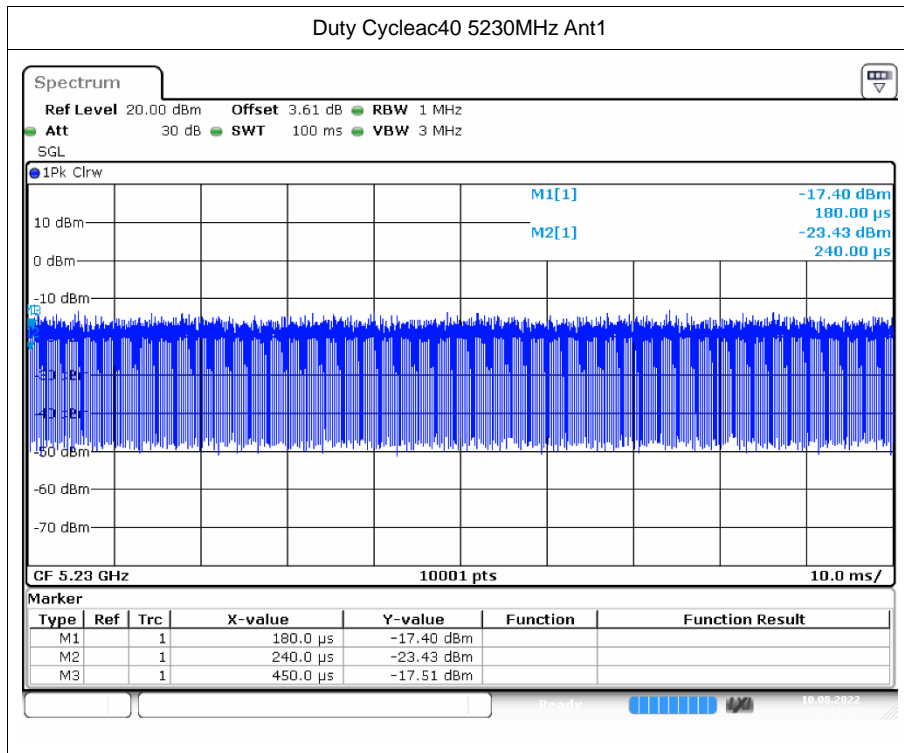 Duty Cycleac40 5230MHz Ant1
Spectrum
Ref Level 20.00 dBm Offset 3.61 dB RBW 1 MHz
Att 30 dB SWT 100 ms VBW 3 MHz
SGL
1Pk Clrw
M1[1] -17.40 dBm
180.00 µs
10 dBm
M2[1] -23.43 dBm
240.00 µs
0 dBm
-10 dBm
-50 dBm
-60 dBm
-70 dBm
CF 5.23 GHz 10001 pts 10.0 ms/
Marker
Type Ref Trc X-value Y-value Function Function Result
M1 1 180.0 µs -17.40 dBm
M2 1 240.0 µs -23.43 dBm
M3 1 450.0 µs -17.51 dBm
Ready 10.08.2022